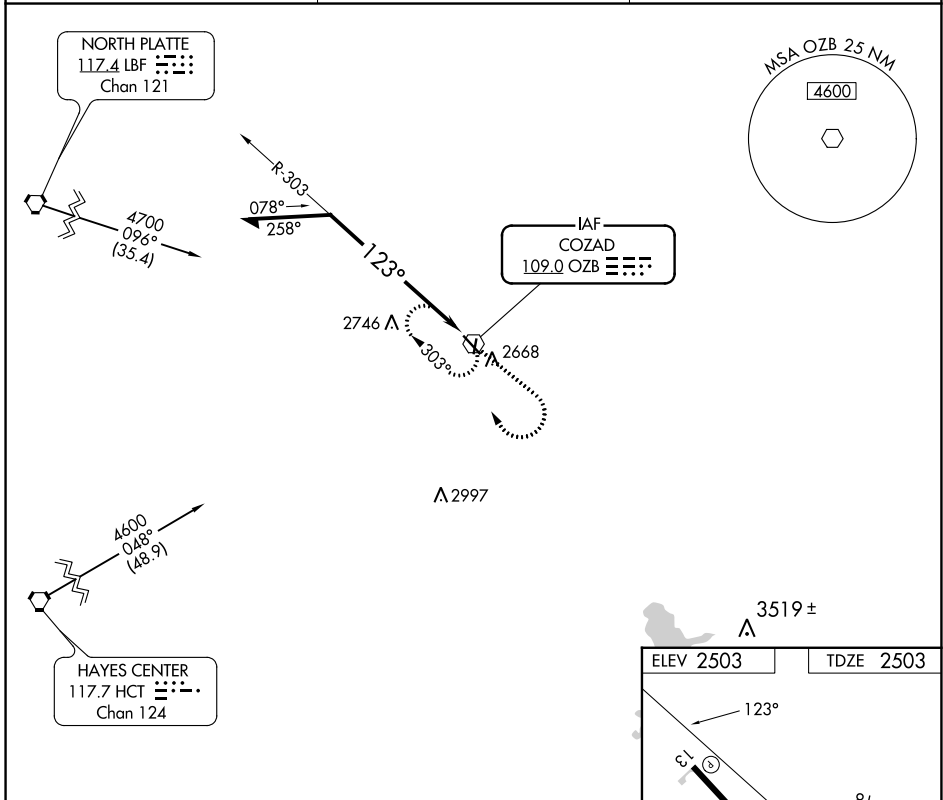 NORTH PLATTE
117.4 LBF
Chan 121
MSA OZB 25 NM
4600
R-303
078°
258°
4700
096°
(35.4)
123°
IAF
COZAD
109.0 OZB
2746
303°
2668
2997
4600
048°
(48.9)
3519 ±
HAYES CENTER
117.7 HCT
Chan 124
ELEV 2503
TDZE 2503
123°
13
P